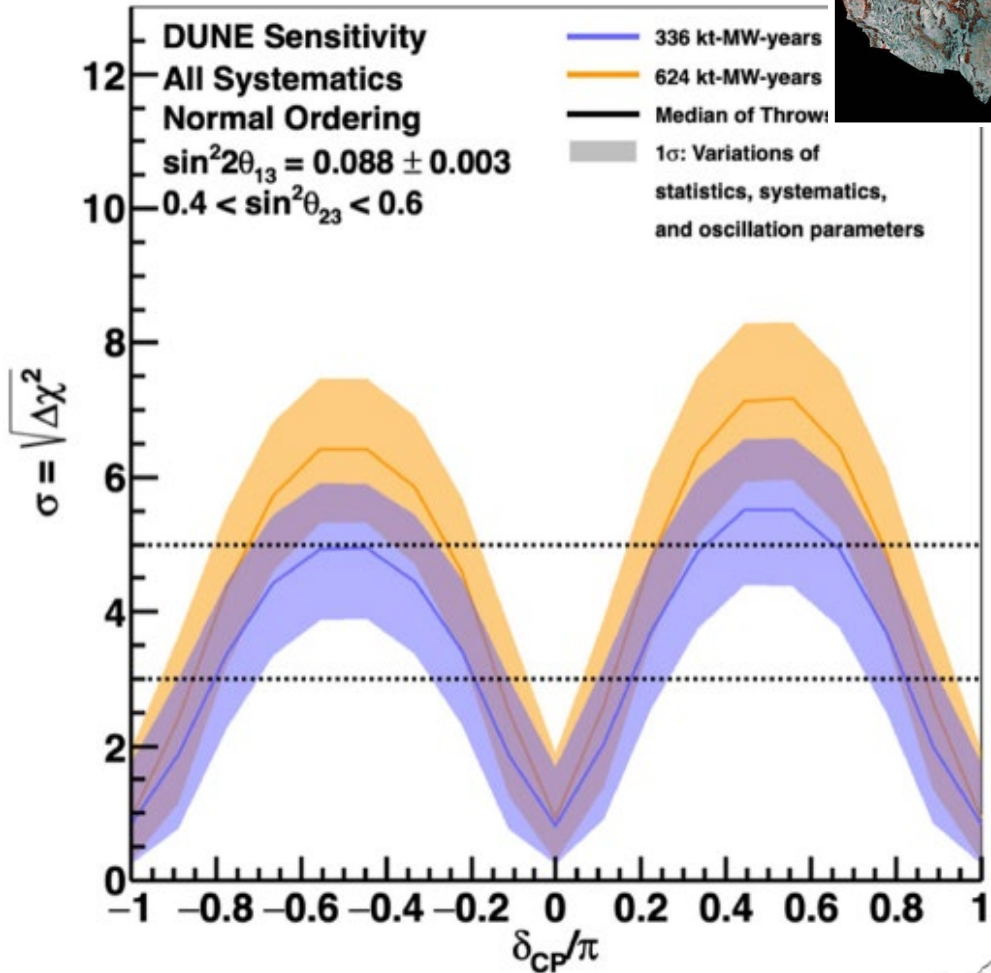 DUNE Sensitivity
All Systematics
Normal Ordering
sin²2θ₁₃ = 0.088 ± 0.003
0.4 < sin²θ₂₃ < 0.6
336 kt-MW-years
624 kt-MW-years
Median of Throws
1σ: Variations of
statistics, systematics,
and oscillation parameters
σ = √Δχ²
12
10
8
6
4
2
0
−1 −0.8 −0.6 −0.4 −0.2 0 0.2 0.4 0.6 0.8 1
δCP/π